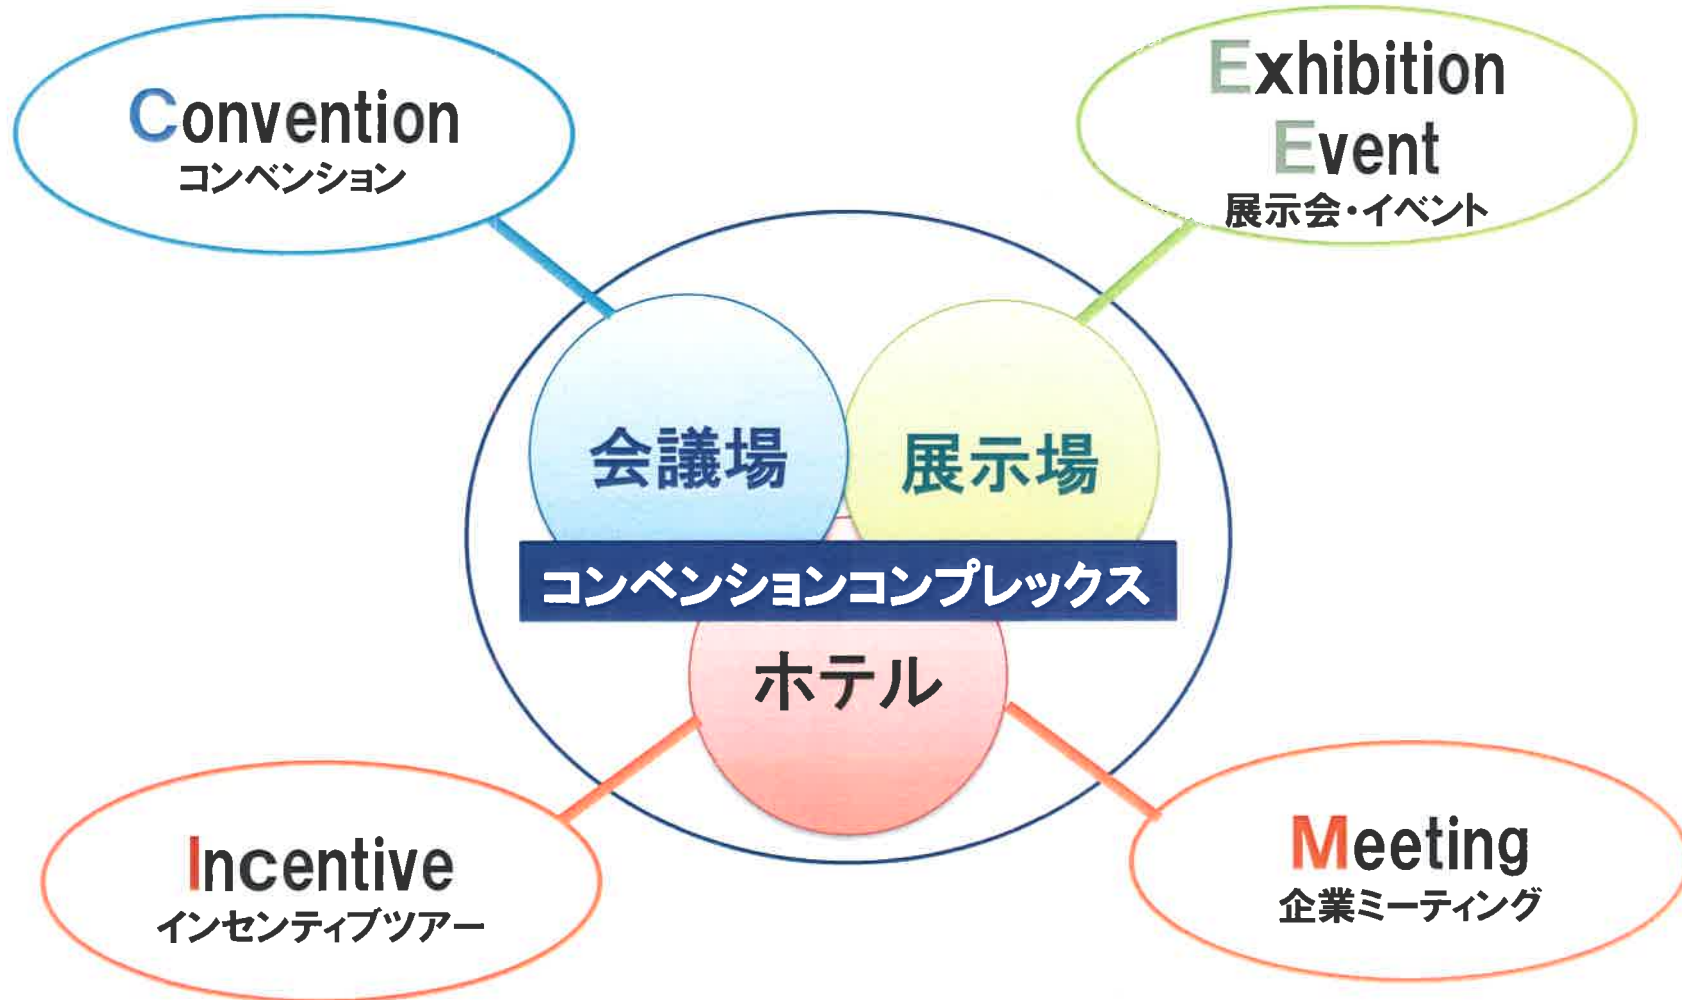 Convention
コンベンション
Exhibition
Event
展示会・イベント
会議場
展示場
コンベンションコンプレックス
ホテル
Incentive
インセンティブツアー
Meeting
企業ミーティング